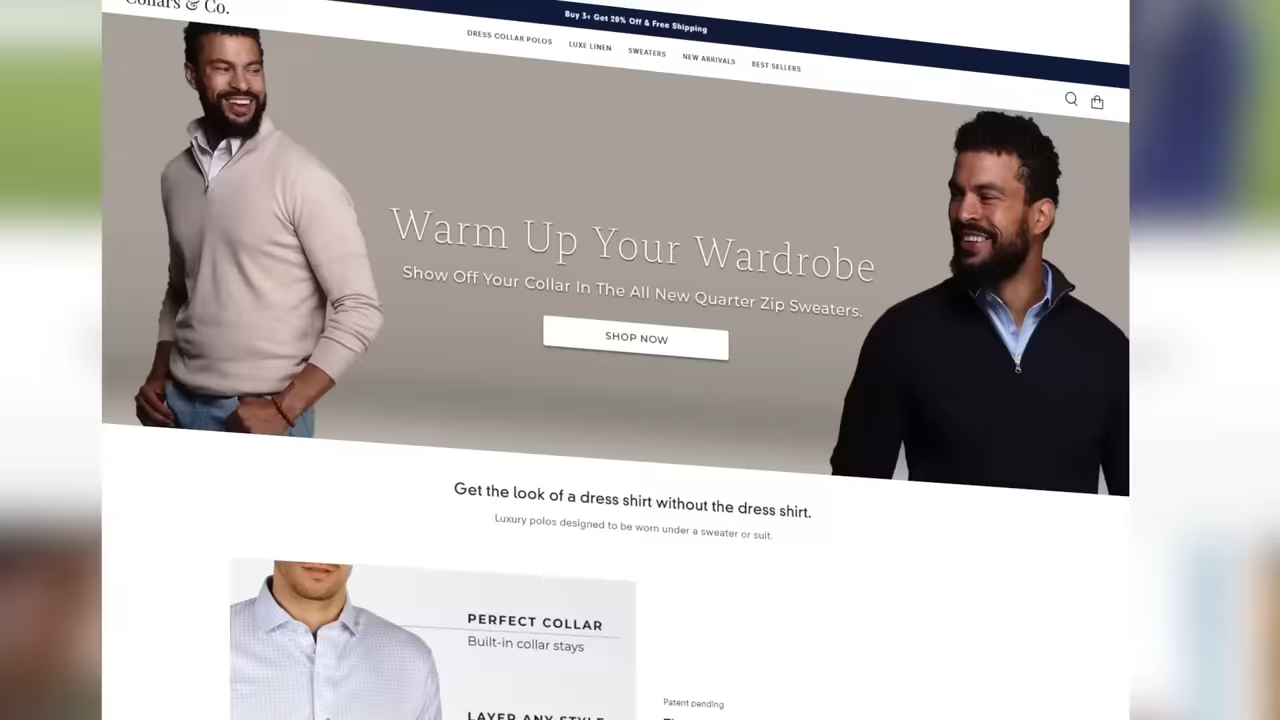 Collars & Co.
Buy 3+ Get 20% Off & Free Shipping
DRESS COLLAR POLOS LUXE LINEN SWEATERS NEW ARRIVALS BEST SELLERS
Warm Up Your Wardrobe
Show Off Your Collar In The All New Quarter Zip Sweaters.
SHOP NOW
Get the look of a dress shirt without the dress shirt.
Luxury polos designed to be worn under a sweater or suit.
PERFECT COLLAR
Built-in collar stays
LAYER ANY STYLE
Patent pending